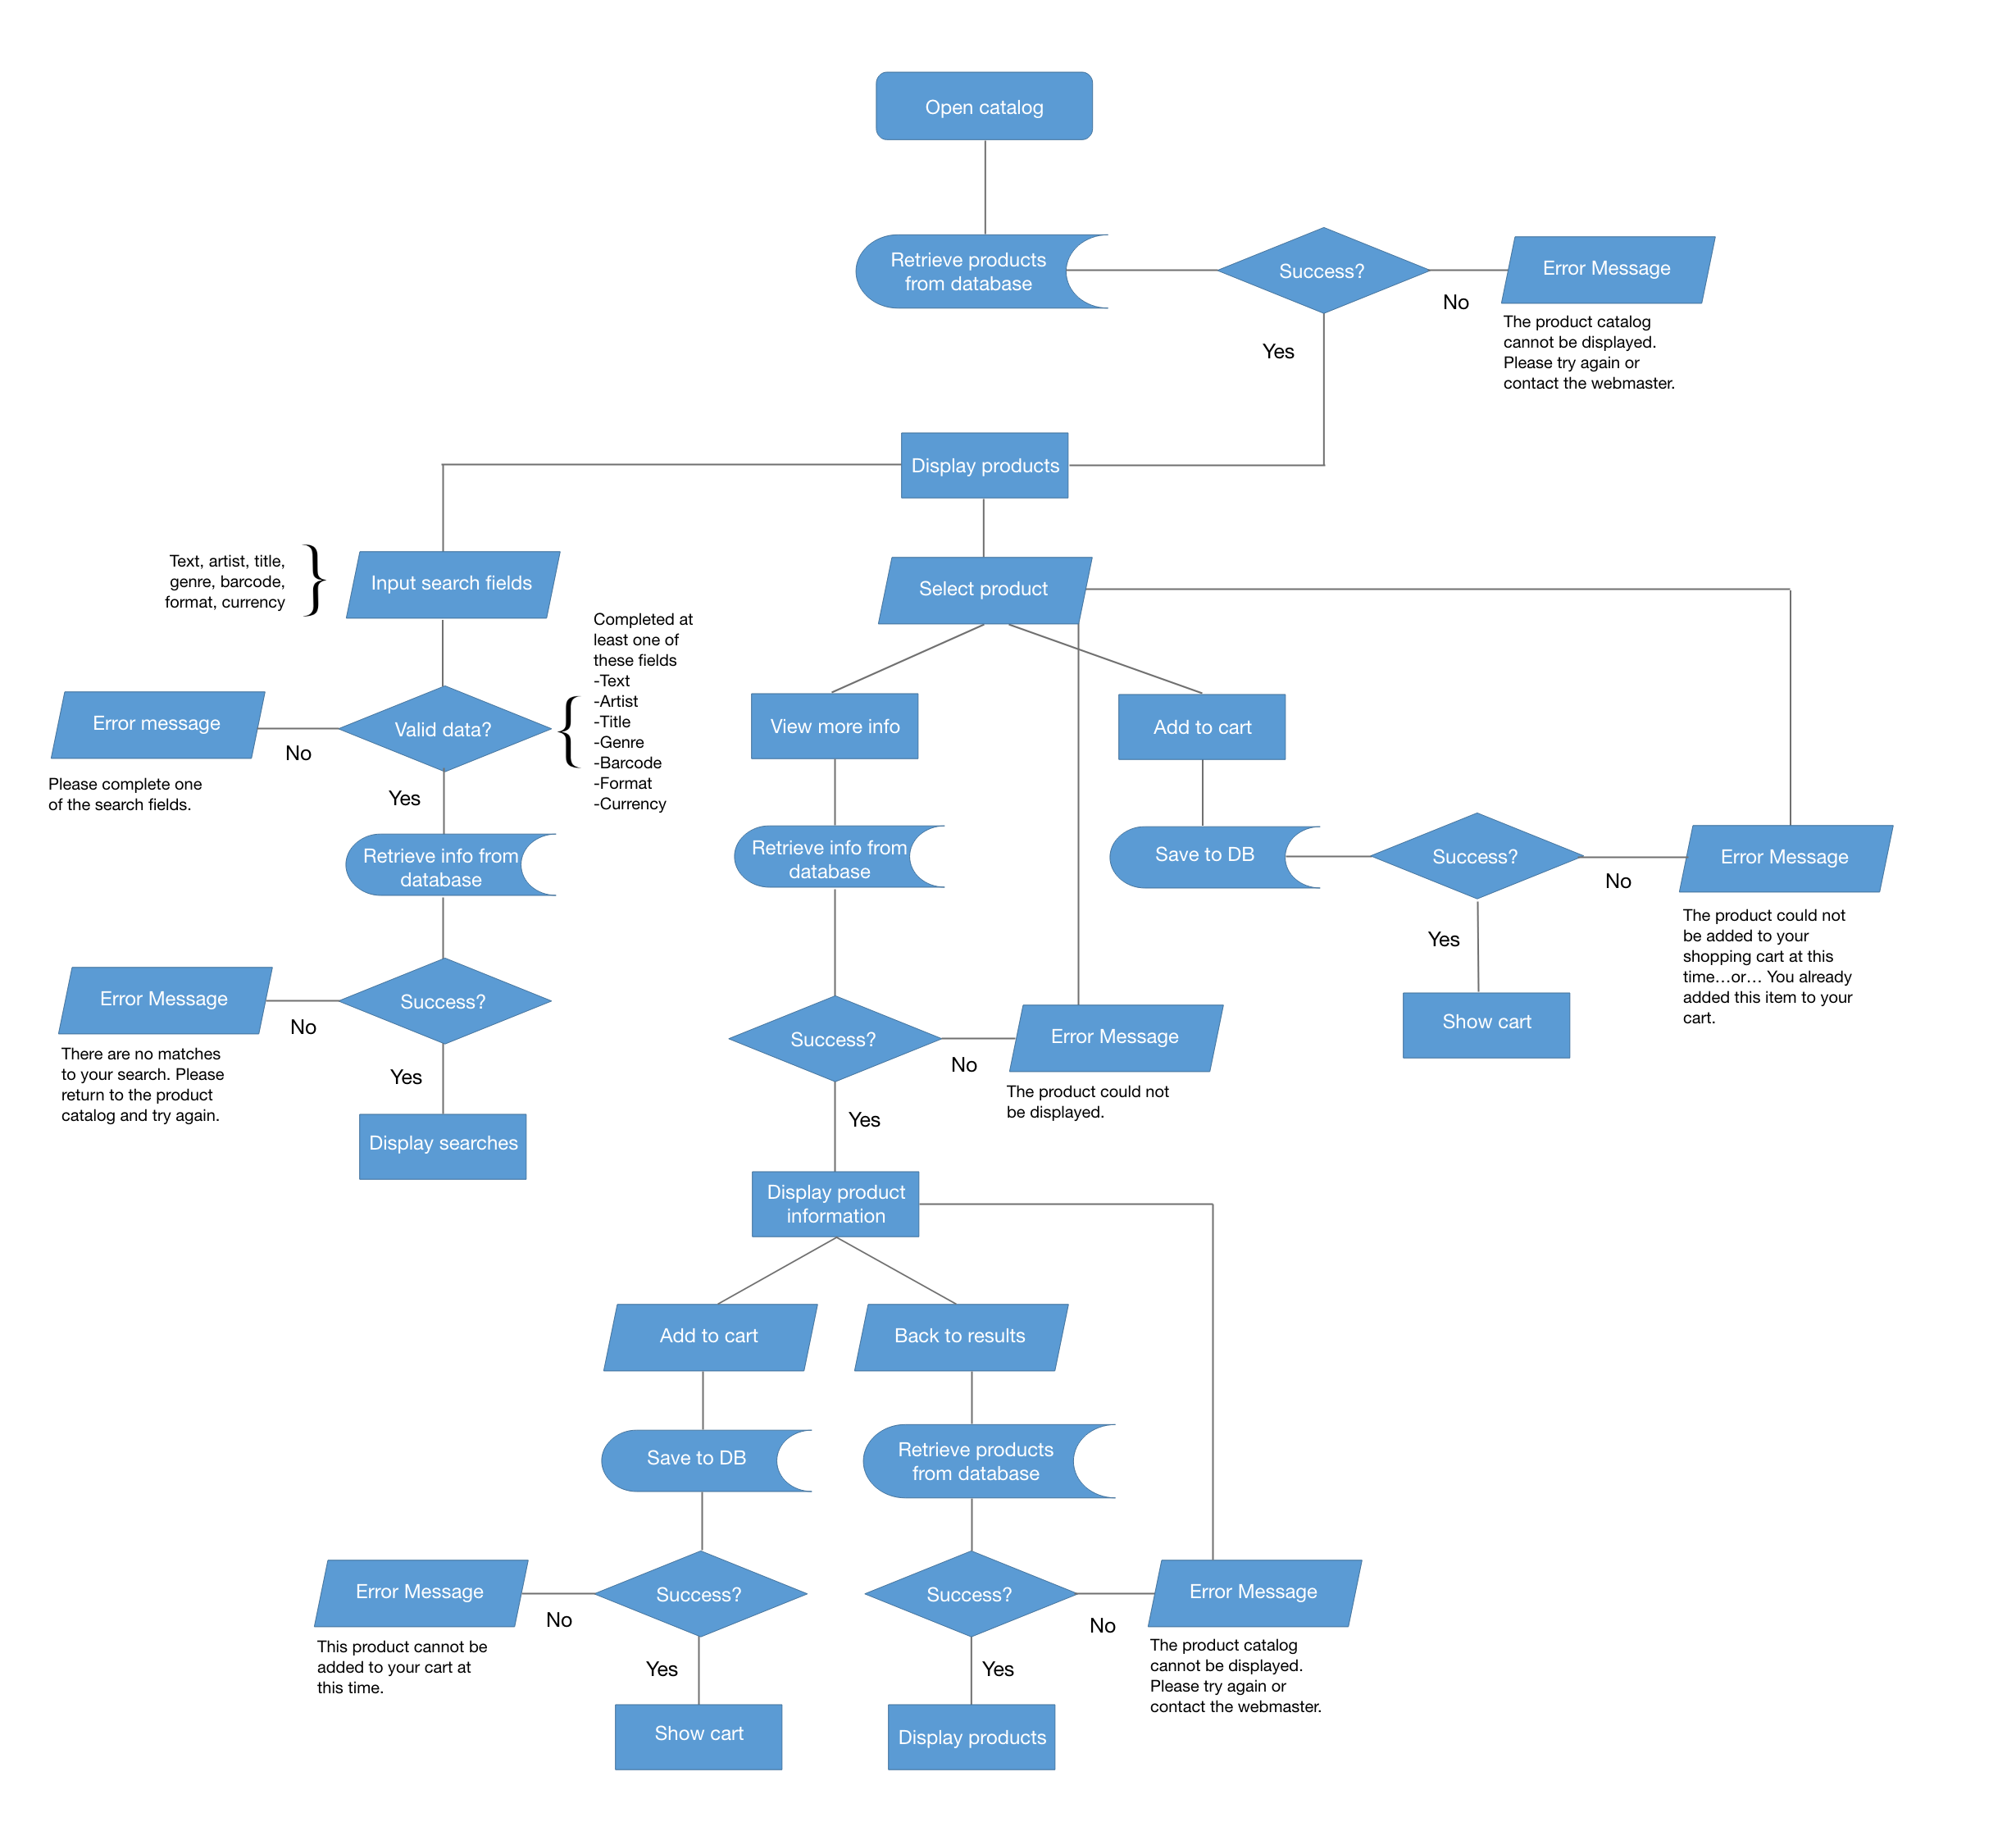 Open catalog
Retrieve products
from database
Success?
Error Message
No
The product catalog
cannot be displayed.
Please try again or
contact the webmaster.
Yes
Display products
Text, artist, title,
genre, barcode,
format, currency
Input search fields
Select product
Completed at
least one of
these fields
-Text
-Artist
-Title
-Genre
-Barcode
-Format
-Currency
Error message
No
Valid data?
Please complete one
of the search fields.
Yes
Retrieve info from
database
Error Message
No
Success?
There are no matches
to your search. Please
return to the product
catalog and try again.
Yes
Display searches
View more info
Retrieve info from
database
Success?
No
Error Message
The product could not
be displayed.
Yes
Add to cart
Save to DB
Success?
No
Error Message
The product could not
be added to your
shopping cart at this
time…or… You already
added this item to your
cart.
Yes
Show cart
Display product
information
Add to cart
Save to DB
Success?
No
Error Message
This product cannot be
added to your cart at
this time.
Yes
Show cart
Back to results
Retrieve products
from database
Success?
No
Error Message
The product catalog
cannot be displayed.
Please try again or
contact the webmaster.
Yes
Display products